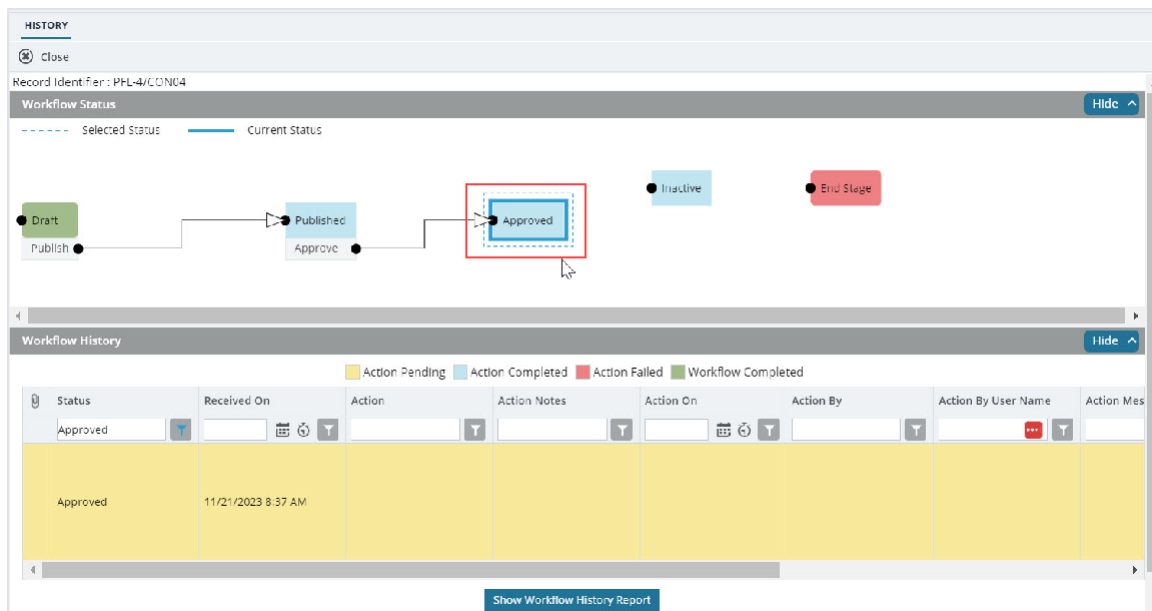 HISTORY
Close
Record Identifier : PFL-4/CON04
Workflow Status
Hide
Selected Status
Current Status
Inactive
End Stage
Draft
Published
Approved
Publish
Approve
Workflow History
Hide
Action Pending Action Completed Action Failed Workflow Completed
Status Received On Action Action Notes Action On Action By Action By User Name Action Mes
Approved
Approved 11/21/2023 8:37 AM
Show Workflow History Report